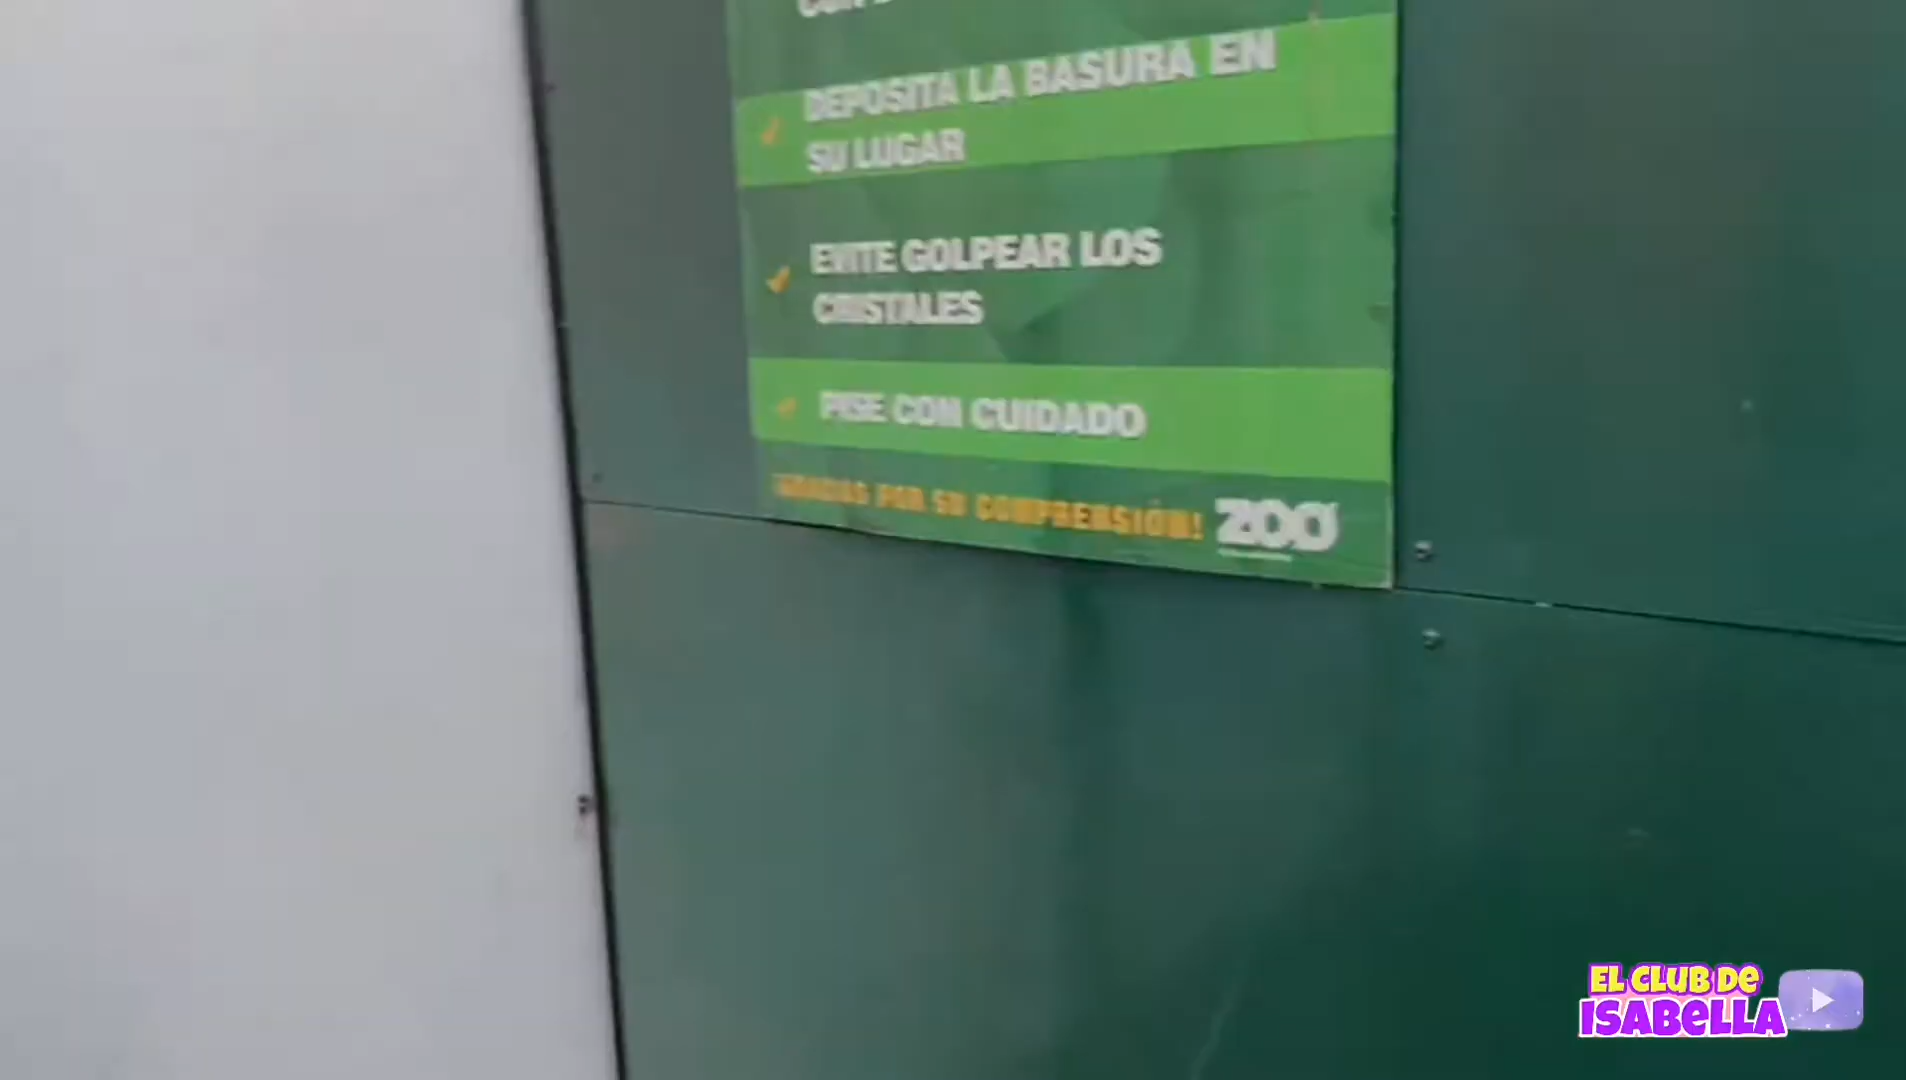 DEPOSITA LA BASURA EN
SU LUGAR
EVITE GOLPEAR LOS
CRISTALES
PISE CON CUIDADO
¡GRACIAS POR SU COMPRENSIÓN!
ZOO
EL CLUB DE
ISABELLA